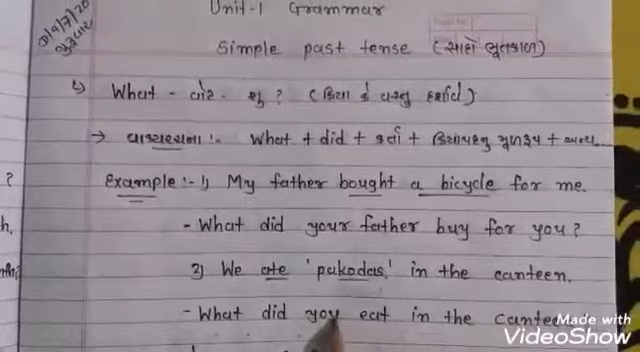 Unit-1 Grammar
Simple past tense (સાદો ભૂતકાળ)
What - વોટ - શું? (ક્રિયા કે વસ્તુ દર્શાવે)
→ વાક્યરચના :- What + did + કર્તા + ક્રિયાપદનું મૂળરૂપ + અન્ય...
?
Example :- 1) My father bought a bicycle for me.
h.
- What did your father buy for you?
2) We ate 'pakodas' in the canteen.
- What did you eat in the canteen
Made with
VideoShow